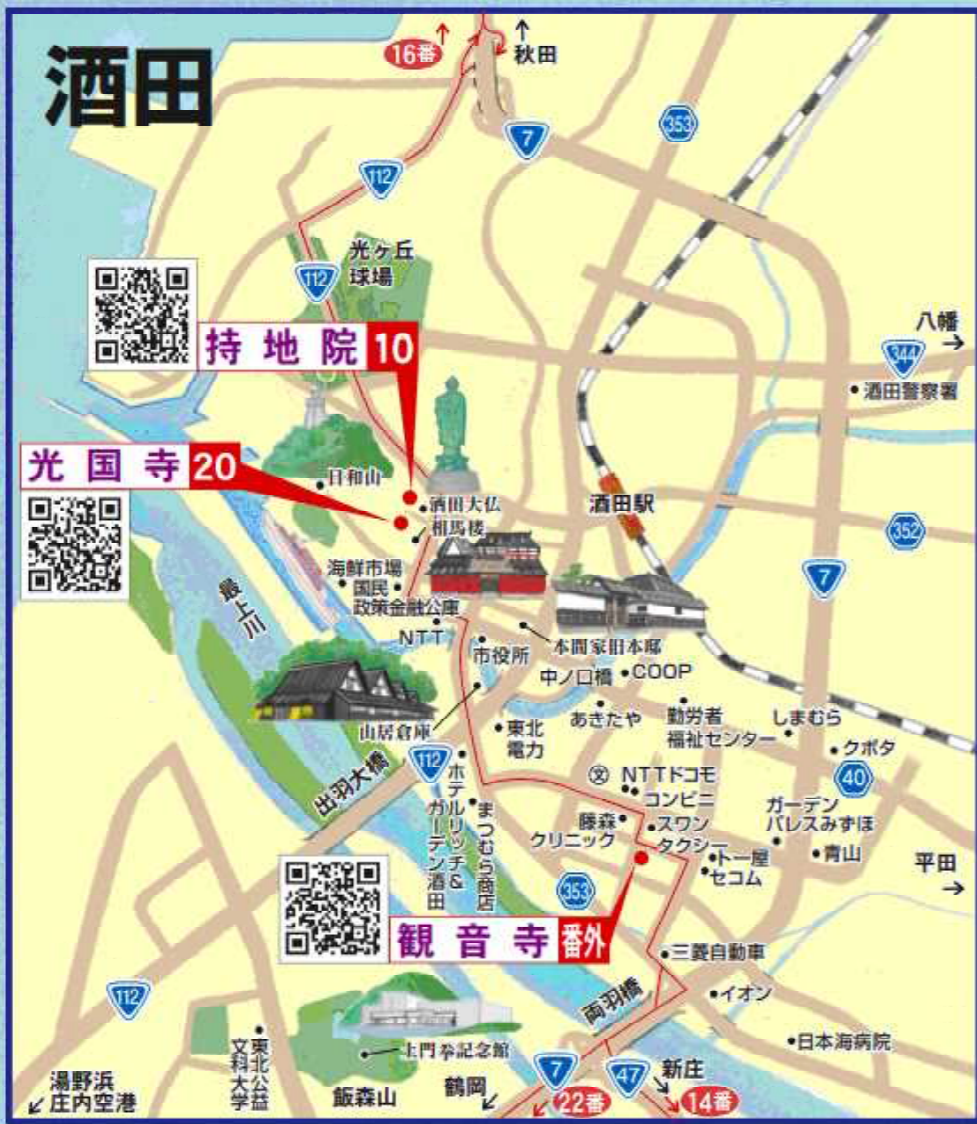 酒田
16番
秋田
7
353
112
光ヶ丘
球場
112
持地院 10
八幡
344
酒田警察署
光国寺 20
日和山
酒田大仏
相馬楼
酒田駅
352
7
海鮮市場
国民
政策金融公庫
最上川
NTT
市役所
本間家旧本邸
中ノ口橋
COOP
あきたや
勤労者
福祉センター
しまむら
クボタ
山居倉庫
東北
電力
112
出羽大橋
ホテルリッチ&
ガーデン酒田
まつむら商店
文
NTTドコモ
コンビニ
40
藤森
クリニック
スワン
タクシー
ガーデン
パレスみずほ
青山
ト一屋
セコム
平田
353
観音寺 番外
三菱自動車
両羽橋
イオン
112
日本海病院
東北公益
文科大学
土門拳記念館
飯森山
湯野浜
庄内空港
鶴岡
7
22番
47
新庄
14番